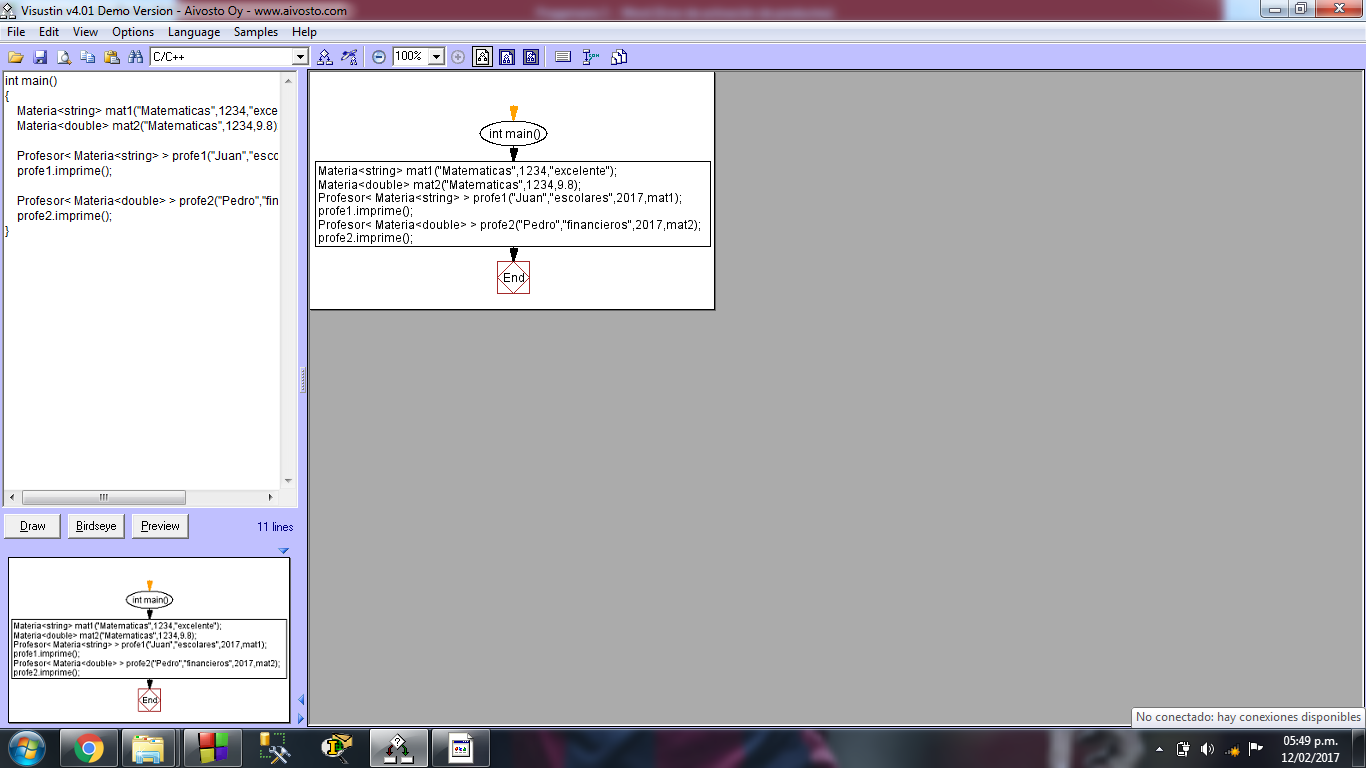 Visustin v4.01 Demo Version - Aivosto Oy - www.aivosto.com
File Edit View Options Language Samples Help
C/C++
100%
int main()
{
Materia<string> mat1("Matematicas",1234,"exce
Materia<double> mat2("Matematicas",1234,9.8)
Profesor< Materia<string> > profe1("Juan","esco
profe1.imprime();
Profesor< Materia<double> > profe2("Pedro","fin
profe2.imprime();
}
Draw Birdseye Preview 11 lines
int main()
Materia<string> mat1("Matematicas",1234,"excelente");
Materia<double> mat2("Matematicas",1234,9.8);
Profesor< Materia<string> > profe1("Juan","escolares",2017,mat1);
profe1.imprime();
Profesor< Materia<double> > profe2("Pedro","financieros",2017,mat2);
profe2.imprime();
End
int main()
Materia<string> mat1("Matematicas",1234,"excelente");
Materia<double> mat2("Matematicas",1234,9.8);
Profesor< Materia<string> > profe1("Juan","escolares",2017,mat1);
profe1.imprime();
Profesor< Materia<double> > profe2("Pedro","financieros",2017,mat2);
profe2.imprime();
End
No conectado: hay conexiones disponibles
05:49 p.m.
12/02/2017